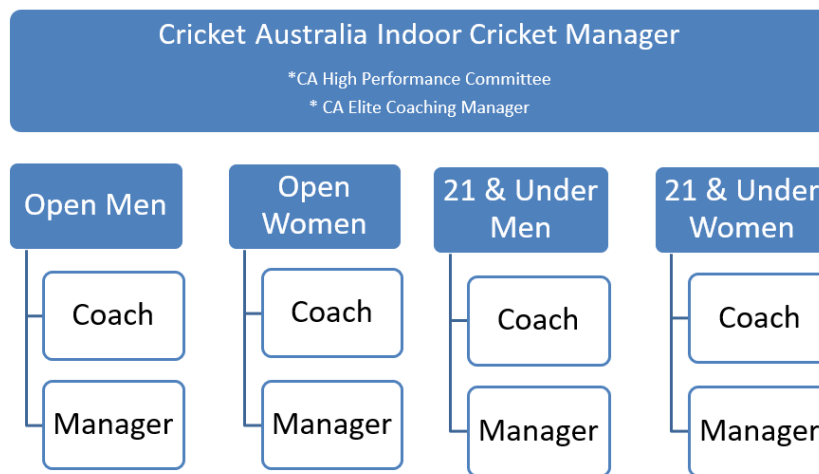 Cricket Australia Indoor Cricket Manager
*CA High Performance Committee
* CA Elite Coaching Manager
Open Men
Coach
Manager
Open
Women
Coach
Manager
21 & Under
Men
Coach
Manager
21 & Under
Women
Coach
Manager